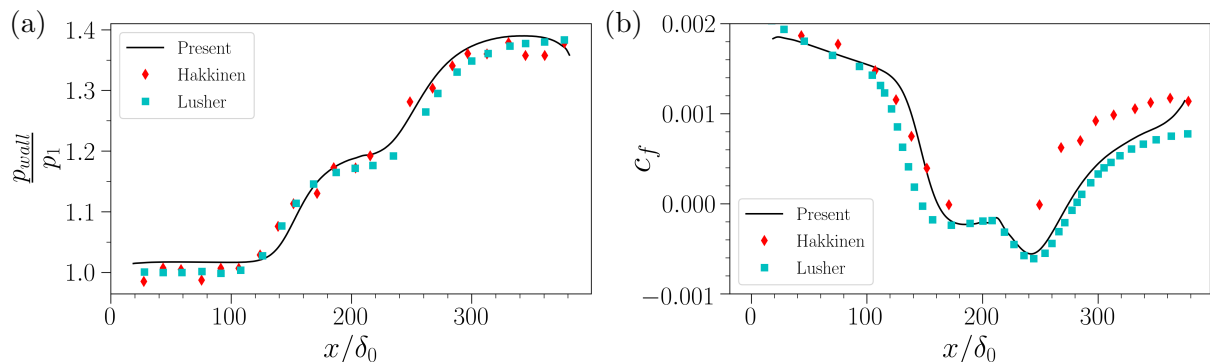 (a)
1.4
1.3
1.2
1.1
1.0
p_wall
p_1
Present
Hakkinen
Lusher
0 100 200 300
x/δ_0
(b)
0.002
0.001
0.000
−0.001
c_f
Present
Hakkinen
Lusher
0 100 200 300
x/δ_0